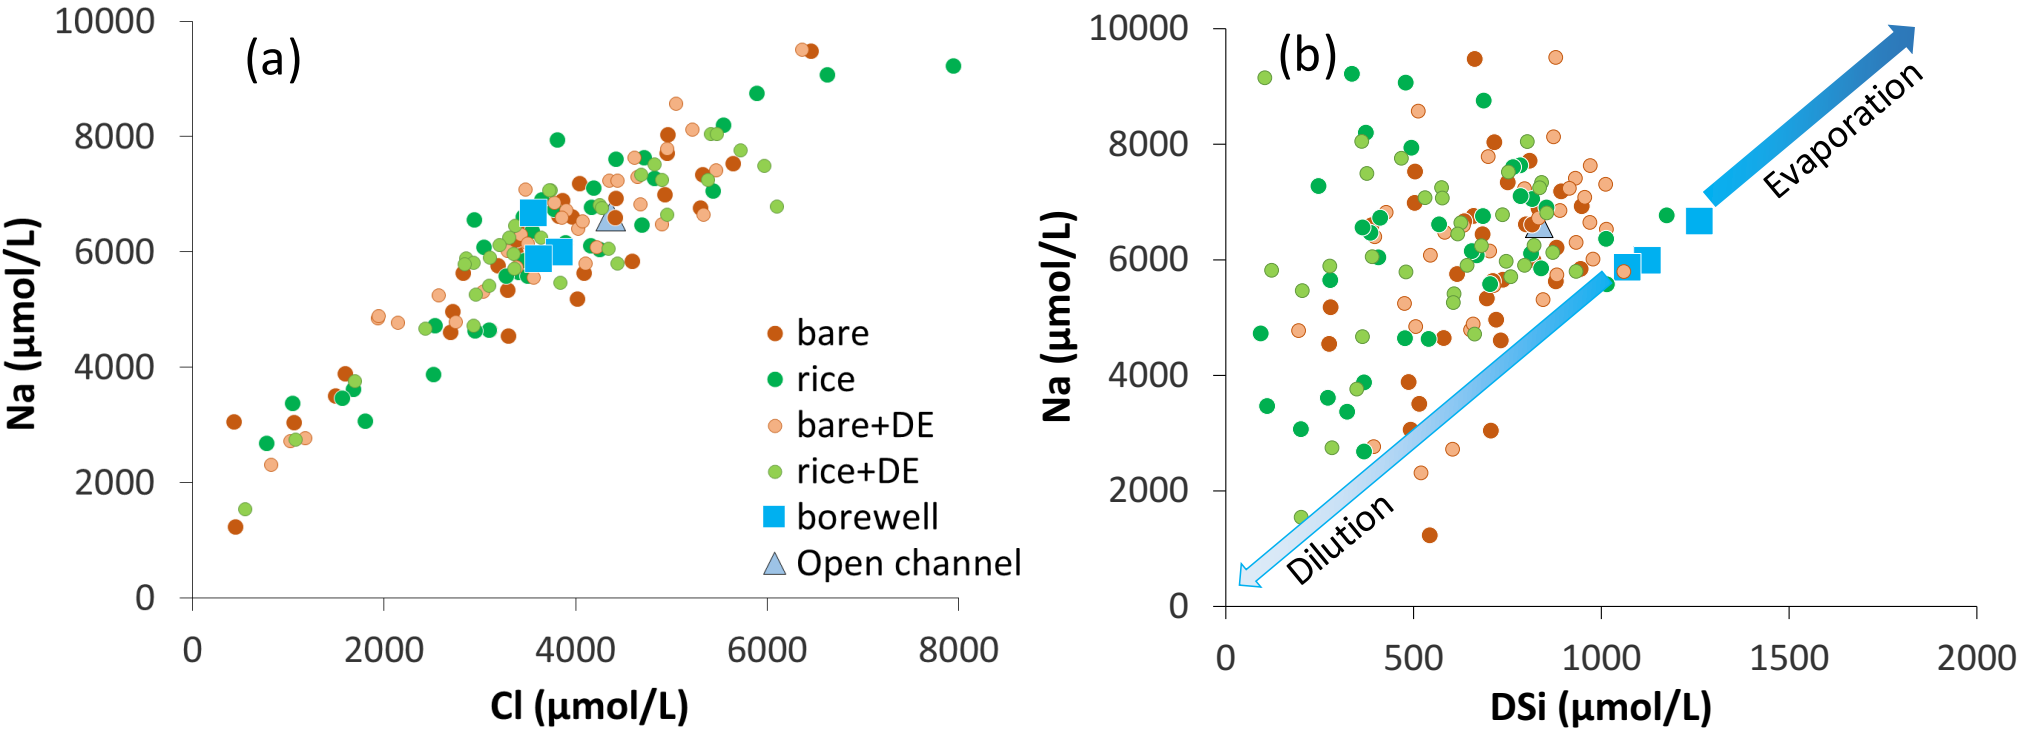 (a)
10000
8000
6000
4000
2000
0
Na (µmol/L)
0 2000 4000 6000 8000
Cl (µmol/L)
bare
rice
bare+DE
rice+DE
borewell
Open channel
(b)
10000
8000
6000
4000
2000
0
Na (µmol/L)
Evaporation
Dilution
0 500 1000 1500 2000
DSi (µmol/L)